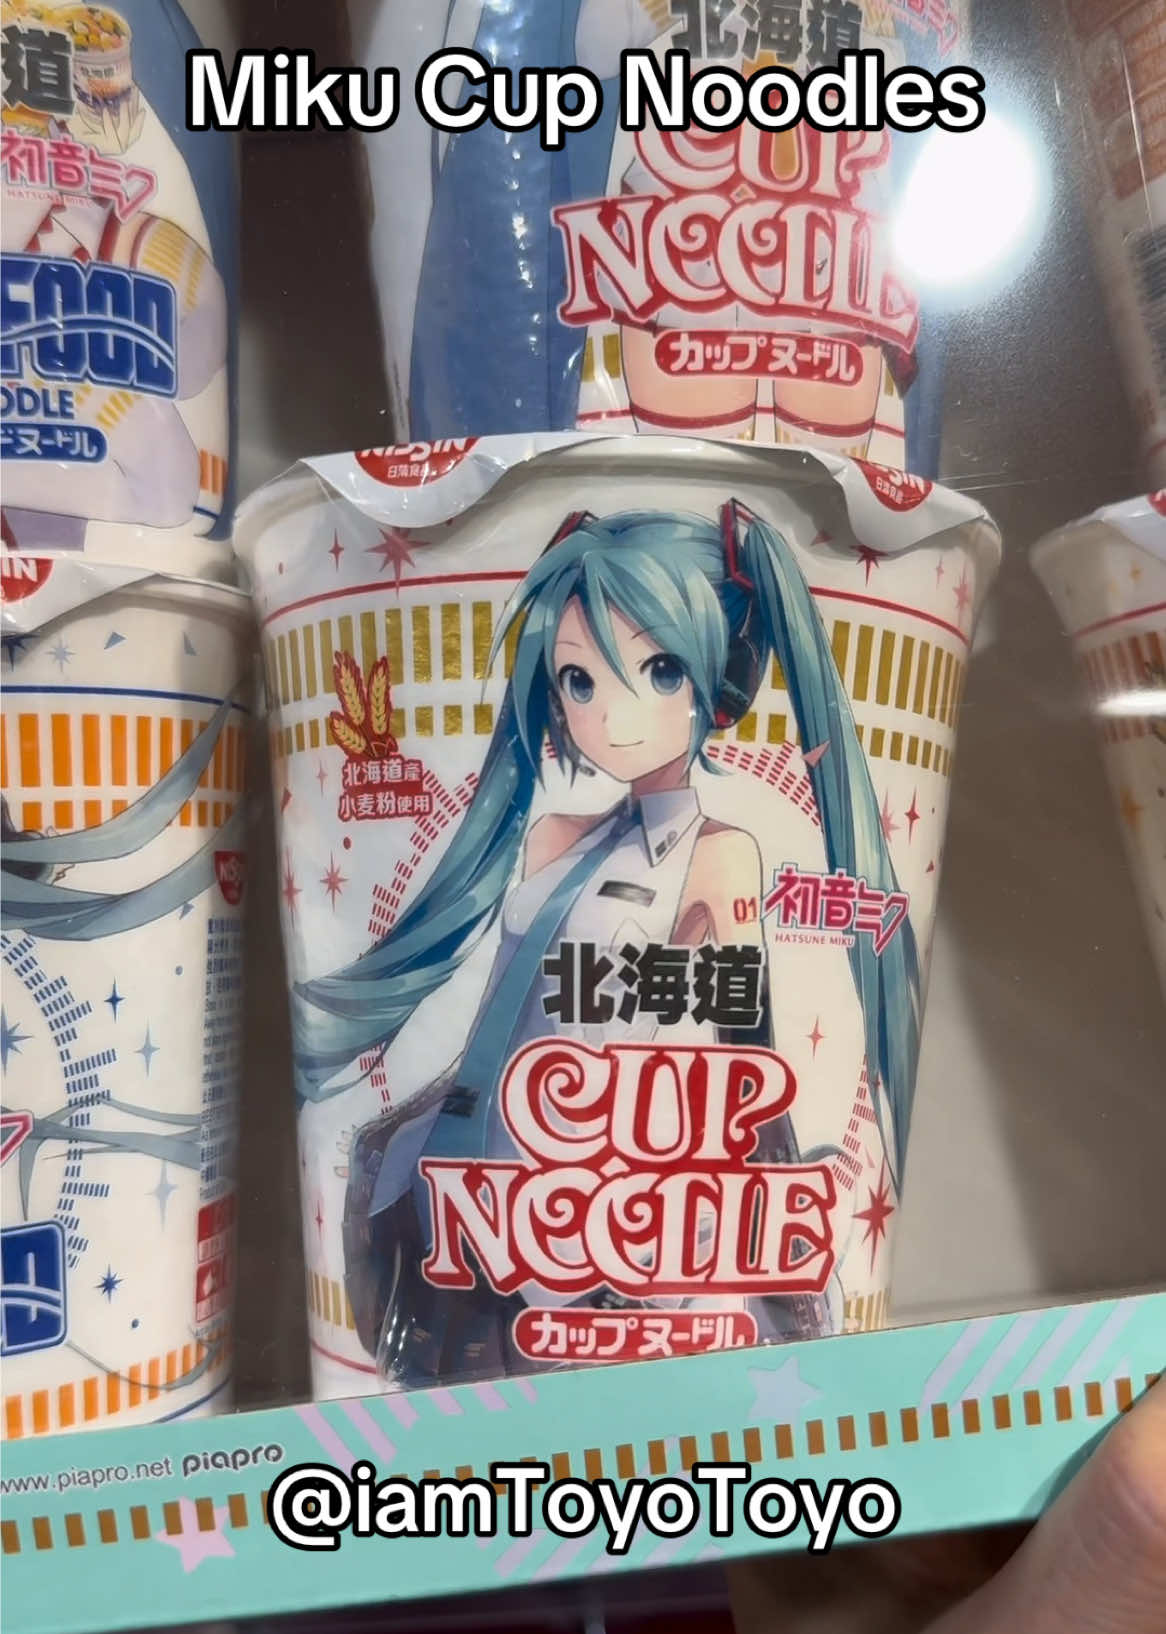 Miku Cup Noodles
道
北海道
初音ミク
HATSUNE MIKU
CUP
NOODLE
カップヌードル
日清食品
北海道産
小麦粉使用
01
初音ミク
HATSUNE MIKU
北海道
CUP
NOODLE
カップヌードル
NISSIN
www.piapro.net piapro
@iamToyoToyo